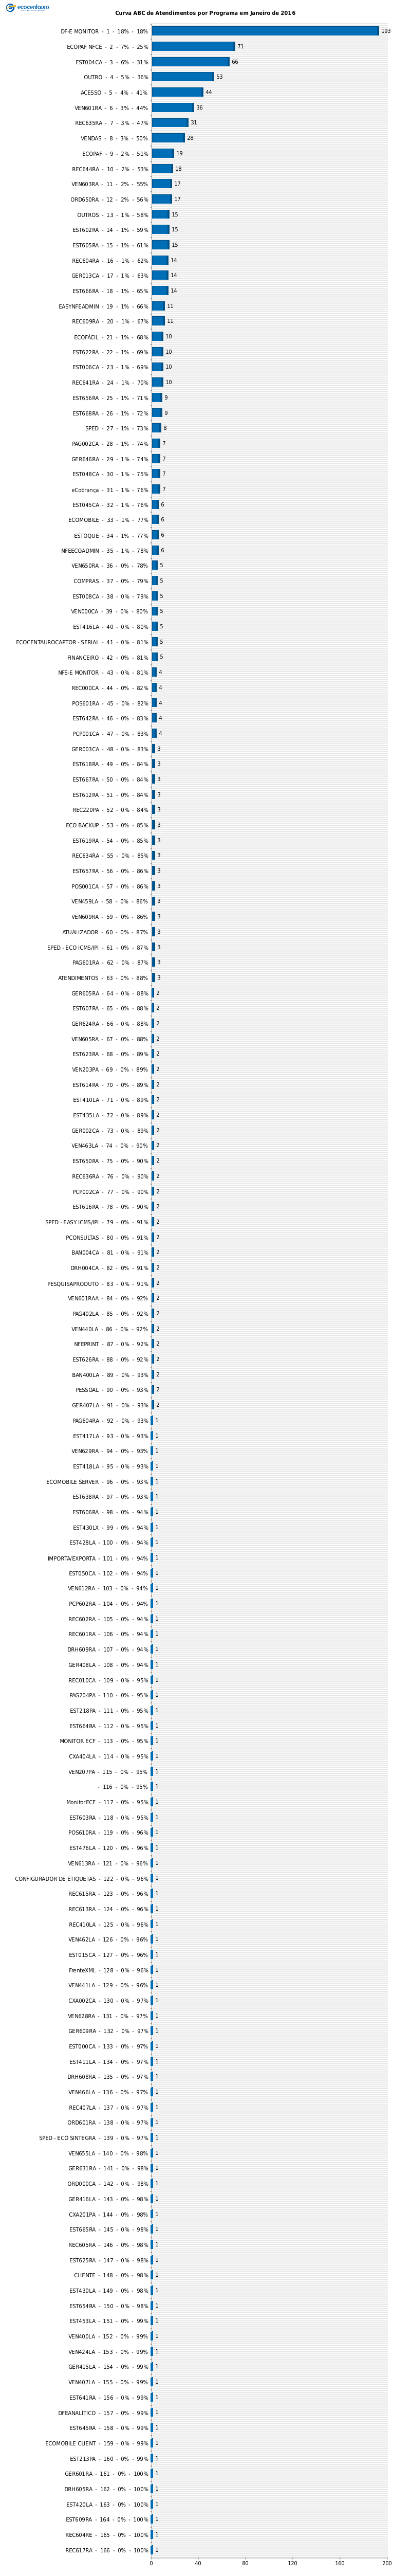 ecocentauro
Curva ABC de Atendimentos por Programa em Janeiro de 2016
DF-E MONITOR - 1 - 18% - 18% 193
ECOPAF NFCE - 2 - 7% - 25% 71
EST004CA - 3 - 6% - 31% 66
OUTRO - 4 - 5% - 36% 53
ACESSO - 5 - 4% - 41% 44
VEN601RA - 6 - 3% - 44% 36
REC635RA - 7 - 3% - 47% 31
VENDAS - 8 - 3% - 50% 28
ECOPAF - 9 - 2% - 51% 19
REC644RA - 10 - 2% - 53% 18
VEN603RA - 11 - 2% - 55% 17
ORD650RA - 12 - 2% - 56% 17
OUTROS - 13 - 1% - 58% 15
EST602RA - 14 - 1% - 59% 15
EST605RA - 15 - 1% - 61% 15
REC604RA - 16 - 1% - 62% 14
GER013CA - 17 - 1% - 63% 14
EST666RA - 18 - 1% - 65% 14
EASYNFEADMIN - 19 - 1% - 66% 11
REC609RA - 20 - 1% - 67% 11
ECOFÁCIL - 21 - 1% - 68% 10
EST622RA - 22 - 1% - 69% 10
EST006CA - 23 - 1% - 69% 10
REC641RA - 24 - 1% - 70% 10
EST656RA - 25 - 1% - 71% 9
EST668RA - 26 - 1% - 72% 9
SPED - 27 - 1% - 73% 8
PAG002CA - 28 - 1% - 74% 7
GER646RA - 29 - 1% - 74% 7
EST048CA - 30 - 1% - 75% 7
eCobrança - 31 - 1% - 76% 7
EST045CA - 32 - 1% - 76% 6
ECOMOBILE - 33 - 1% - 77% 6
ESTOQUE - 34 - 1% - 77% 6
NFEECOADMIN - 35 - 1% - 78% 6
VEN650RA - 36 - 0% - 78% 5
COMPRAS - 37 - 0% - 79% 5
EST008CA - 38 - 0% - 79% 5
VEN000CA - 39 - 0% - 80% 5
EST416LA - 40 - 0% - 80% 5
ECOCENTAUROCAPTOR - SERIAL - 41 - 0% - 81% 5
FINANCEIRO - 42 - 0% - 81% 5
NFS-E MONITOR - 43 - 0% - 81% 4
REC000CA - 44 - 0% - 82% 4
POS601RA - 45 - 0% - 82% 4
EST642RA - 46 - 0% - 83% 4
PCP001CA - 47 - 0% - 83% 4
GER003CA - 48 - 0% - 83% 3
EST618RA - 49 - 0% - 84% 3
EST667RA - 50 - 0% - 84% 3
EST612RA - 51 - 0% - 84% 3
REC220PA - 52 - 0% - 84% 3
ECO BACKUP - 53 - 0% - 85% 3
EST619RA - 54 - 0% - 85% 3
REC634RA - 55 - 0% - 85% 3
EST657RA - 56 - 0% - 86% 3
POS001CA - 57 - 0% - 86% 3
VEN459LA - 58 - 0% - 86% 3
VEN609RA - 59 - 0% - 86% 3
ATUALIZADOR - 60 - 0% - 87% 3
SPED - ECO ICMS/IPI - 61 - 0% - 87% 3
PAG601RA - 62 - 0% - 87% 3
ATENDIMENTOS - 63 - 0% - 88% 3
GER605RA - 64 - 0% - 88% 2
EST607RA - 65 - 0% - 88% 2
GER624RA - 66 - 0% - 88% 2
VEN605RA - 67 - 0% - 88% 2
EST623RA - 68 - 0% - 89% 2
VEN203PA - 69 - 0% - 89% 2
EST614RA - 70 - 0% - 89% 2
EST410LA - 71 - 0% - 89% 2
EST435LA - 72 - 0% - 89% 2
GER002CA - 73 - 0% - 89% 2
VEN463LA - 74 - 0% - 90% 2
EST650RA - 75 - 0% - 90% 2
REC636RA - 76 - 0% - 90% 2
PCP002CA - 77 - 0% - 90% 2
EST616RA - 78 - 0% - 90% 2
SPED - EASY ICMS/IPI - 79 - 0% - 91% 2
PCONSULTAS - 80 - 0% - 91% 2
BAN004CA - 81 - 0% - 91% 2
DRH004CA - 82 - 0% - 91% 2
PESQUISAPRODUTO - 83 - 0% - 91% 2
VEN601RAA - 84 - 0% - 92% 2
PAG402LA - 85 - 0% - 92% 2
VEN440LA - 86 - 0% - 92% 2
NFEPRINT - 87 - 0% - 92% 2
EST626RA - 88 - 0% - 92% 2
BAN400LA - 89 - 0% - 93% 2
PESSOAL - 90 - 0% - 93% 2
GER407LA - 91 - 0% - 93% 2
PAG604RA - 92 - 0% - 93% 1
EST417LA - 93 - 0% - 93% 1
VEN629RA - 94 - 0% - 93% 1
EST418LA - 95 - 0% - 93% 1
ECOMOBILE SERVER - 96 - 0% - 93% 1
EST638RA - 97 - 0% - 93% 1
EST606RA - 98 - 0% - 94% 1
EST430LX - 99 - 0% - 94% 1
EST428LA - 100 - 0% - 94% 1
IMPORTA/EXPORTA - 101 - 0% - 94% 1
EST050CA - 102 - 0% - 94% 1
VEN612RA - 103 - 0% - 94% 1
PCP602RA - 104 - 0% - 94% 1
REC602RA - 105 - 0% - 94% 1
REC601RA - 106 - 0% - 94% 1
DRH609RA - 107 - 0% - 94% 1
GER408LA - 108 - 0% - 94% 1
REC010CA - 109 - 0% - 95% 1
PAG204PA - 110 - 0% - 95% 1
EST218PA - 111 - 0% - 95% 1
EST664RA - 112 - 0% - 95% 1
MONITOR ECF - 113 - 0% - 95% 1
CXA404LA - 114 - 0% - 95% 1
VEN207PA - 115 - 0% - 95% 1
- 116 - 0% - 95% 1
MonitorECF - 117 - 0% - 95% 1
EST603RA - 118 - 0% - 95% 1
POS610RA - 119 - 0% - 96% 1
EST476LA - 120 - 0% - 96% 1
VEN613RA - 121 - 0% - 96% 1
CONFIGURADOR DE ETIQUETAS - 122 - 0% - 96% 1
REC615RA - 123 - 0% - 96% 1
REC613RA - 124 - 0% - 96% 1
REC410LA - 125 - 0% - 96% 1
VEN462LA - 126 - 0% - 96% 1
EST015CA - 127 - 0% - 96% 1
FrenteXML - 128 - 0% - 96% 1
VEN441LA - 129 - 0% - 96% 1
CXA002CA - 130 - 0% - 97% 1
VEN628RA - 131 - 0% - 97% 1
GER609RA - 132 - 0% - 97% 1
EST000CA - 133 - 0% - 97% 1
EST411LA - 134 - 0% - 97% 1
DRH608RA - 135 - 0% - 97% 1
VEN466LA - 136 - 0% - 97% 1
REC407LA - 137 - 0% - 97% 1
ORD601RA - 138 - 0% - 97% 1
SPED - ECO SINTEGRA - 139 - 0% - 97% 1
VEN655LA - 140 - 0% - 98% 1
GER631RA - 141 - 0% - 98% 1
ORD000CA - 142 - 0% - 98% 1
GER416LA - 143 - 0% - 98% 1
CXA201PA - 144 - 0% - 98% 1
EST665RA - 145 - 0% - 98% 1
REC605RA - 146 - 0% - 98% 1
EST625RA - 147 - 0% - 98% 1
CLIENTE - 148 - 0% - 98% 1
EST430LA - 149 - 0% - 98% 1
EST654RA - 150 - 0% - 98% 1
EST453LA - 151 - 0% - 99% 1
VEN400LA - 152 - 0% - 99% 1
VEN424LA - 153 - 0% - 99% 1
GER415LA - 154 - 0% - 99% 1
VEN407LA - 155 - 0% - 99% 1
EST641RA - 156 - 0% - 99% 1
DFEANALÍTICO - 157 - 0% - 99% 1
EST645RA - 158 - 0% - 99% 1
ECOMOBILE CLIENT - 159 - 0% - 99% 1
EST213PA - 160 - 0% - 99% 1
GER601RA - 161 - 0% - 100% 1
DRH605RA - 162 - 0% - 100% 1
EST420LA - 163 - 0% - 100% 1
EST609RA - 164 - 0% - 100% 1
REC604RE - 165 - 0% - 100% 1
REC617RA - 166 - 0% - 100% 1
0 40 80 120 160 200